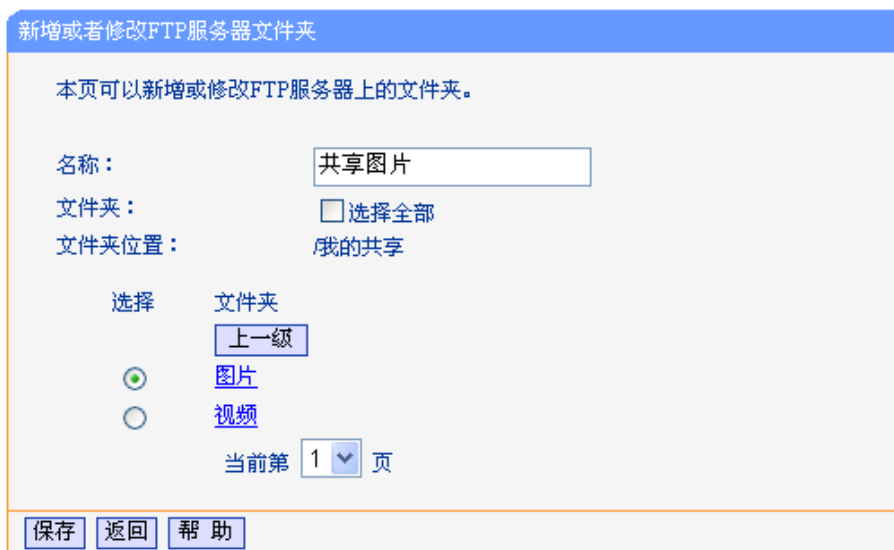 新增或者修改FTP服务器文件夹
本页可以新增或修改FTP服务器上的文件夹。
名称： 共享图片
文件夹： 选择全部
文件夹位置： /我的共享
选择 文件夹
上一级
图片
视频
当前第 1 页
保存 返回 帮 助